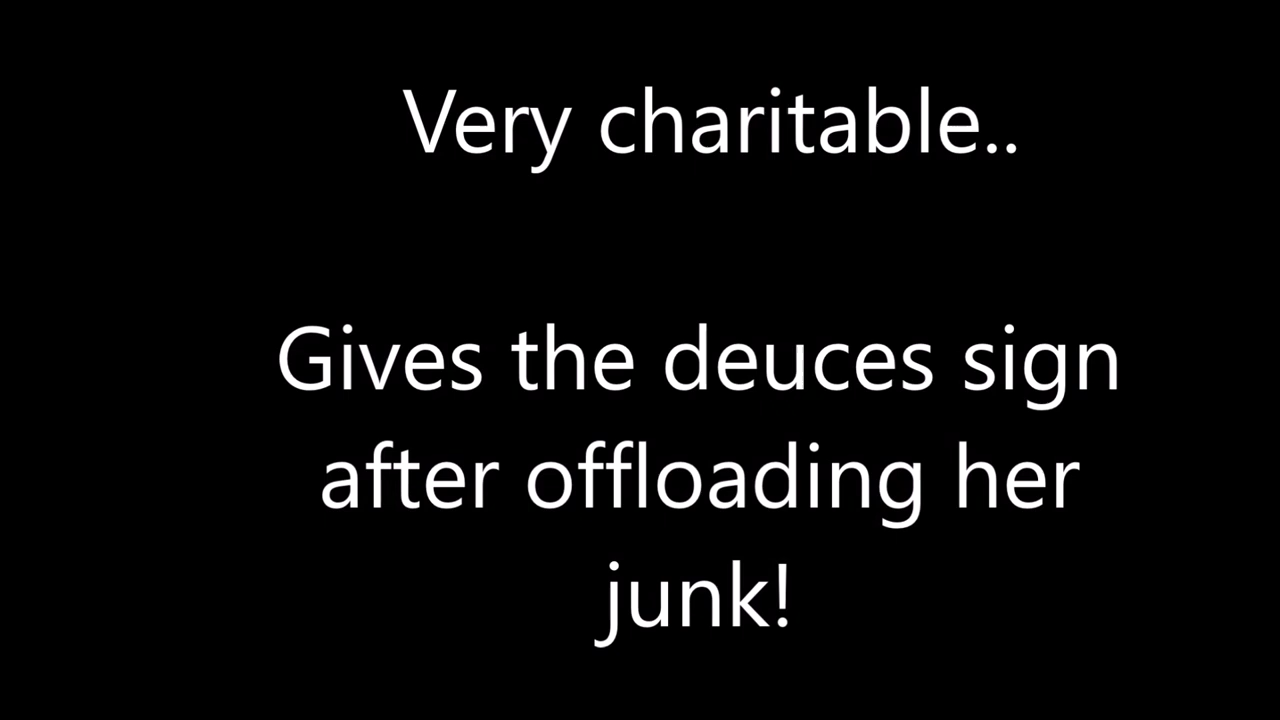 Very charitable..
Gives the deuces sign
after offloading her
junk!